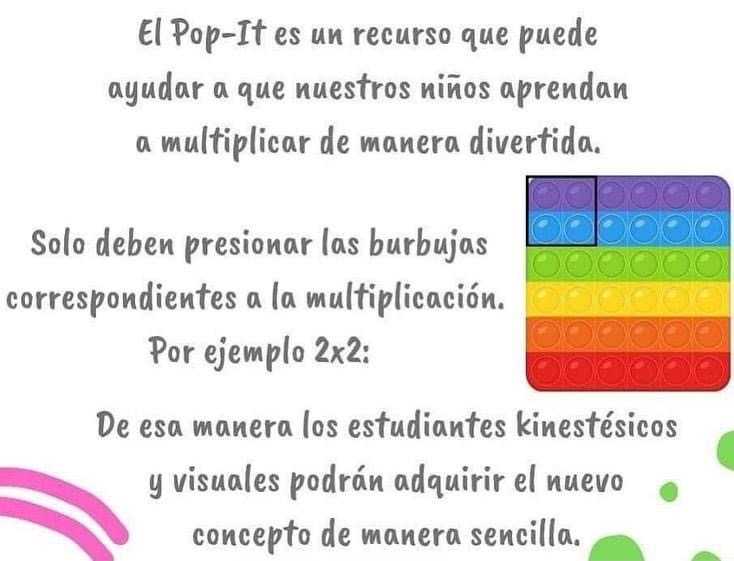 El Pop-It es un recurso que puede
ayudar a que nuestros niños aprendan
a multiplicar de manera divertida.
Solo deben presionar las burbujas
correspondientes a la multiplicación.
Por ejemplo 2x2:
De esa manera los estudiantes kinestésicos
y visuales podrán adquirir el nuevo
concepto de manera sencilla.